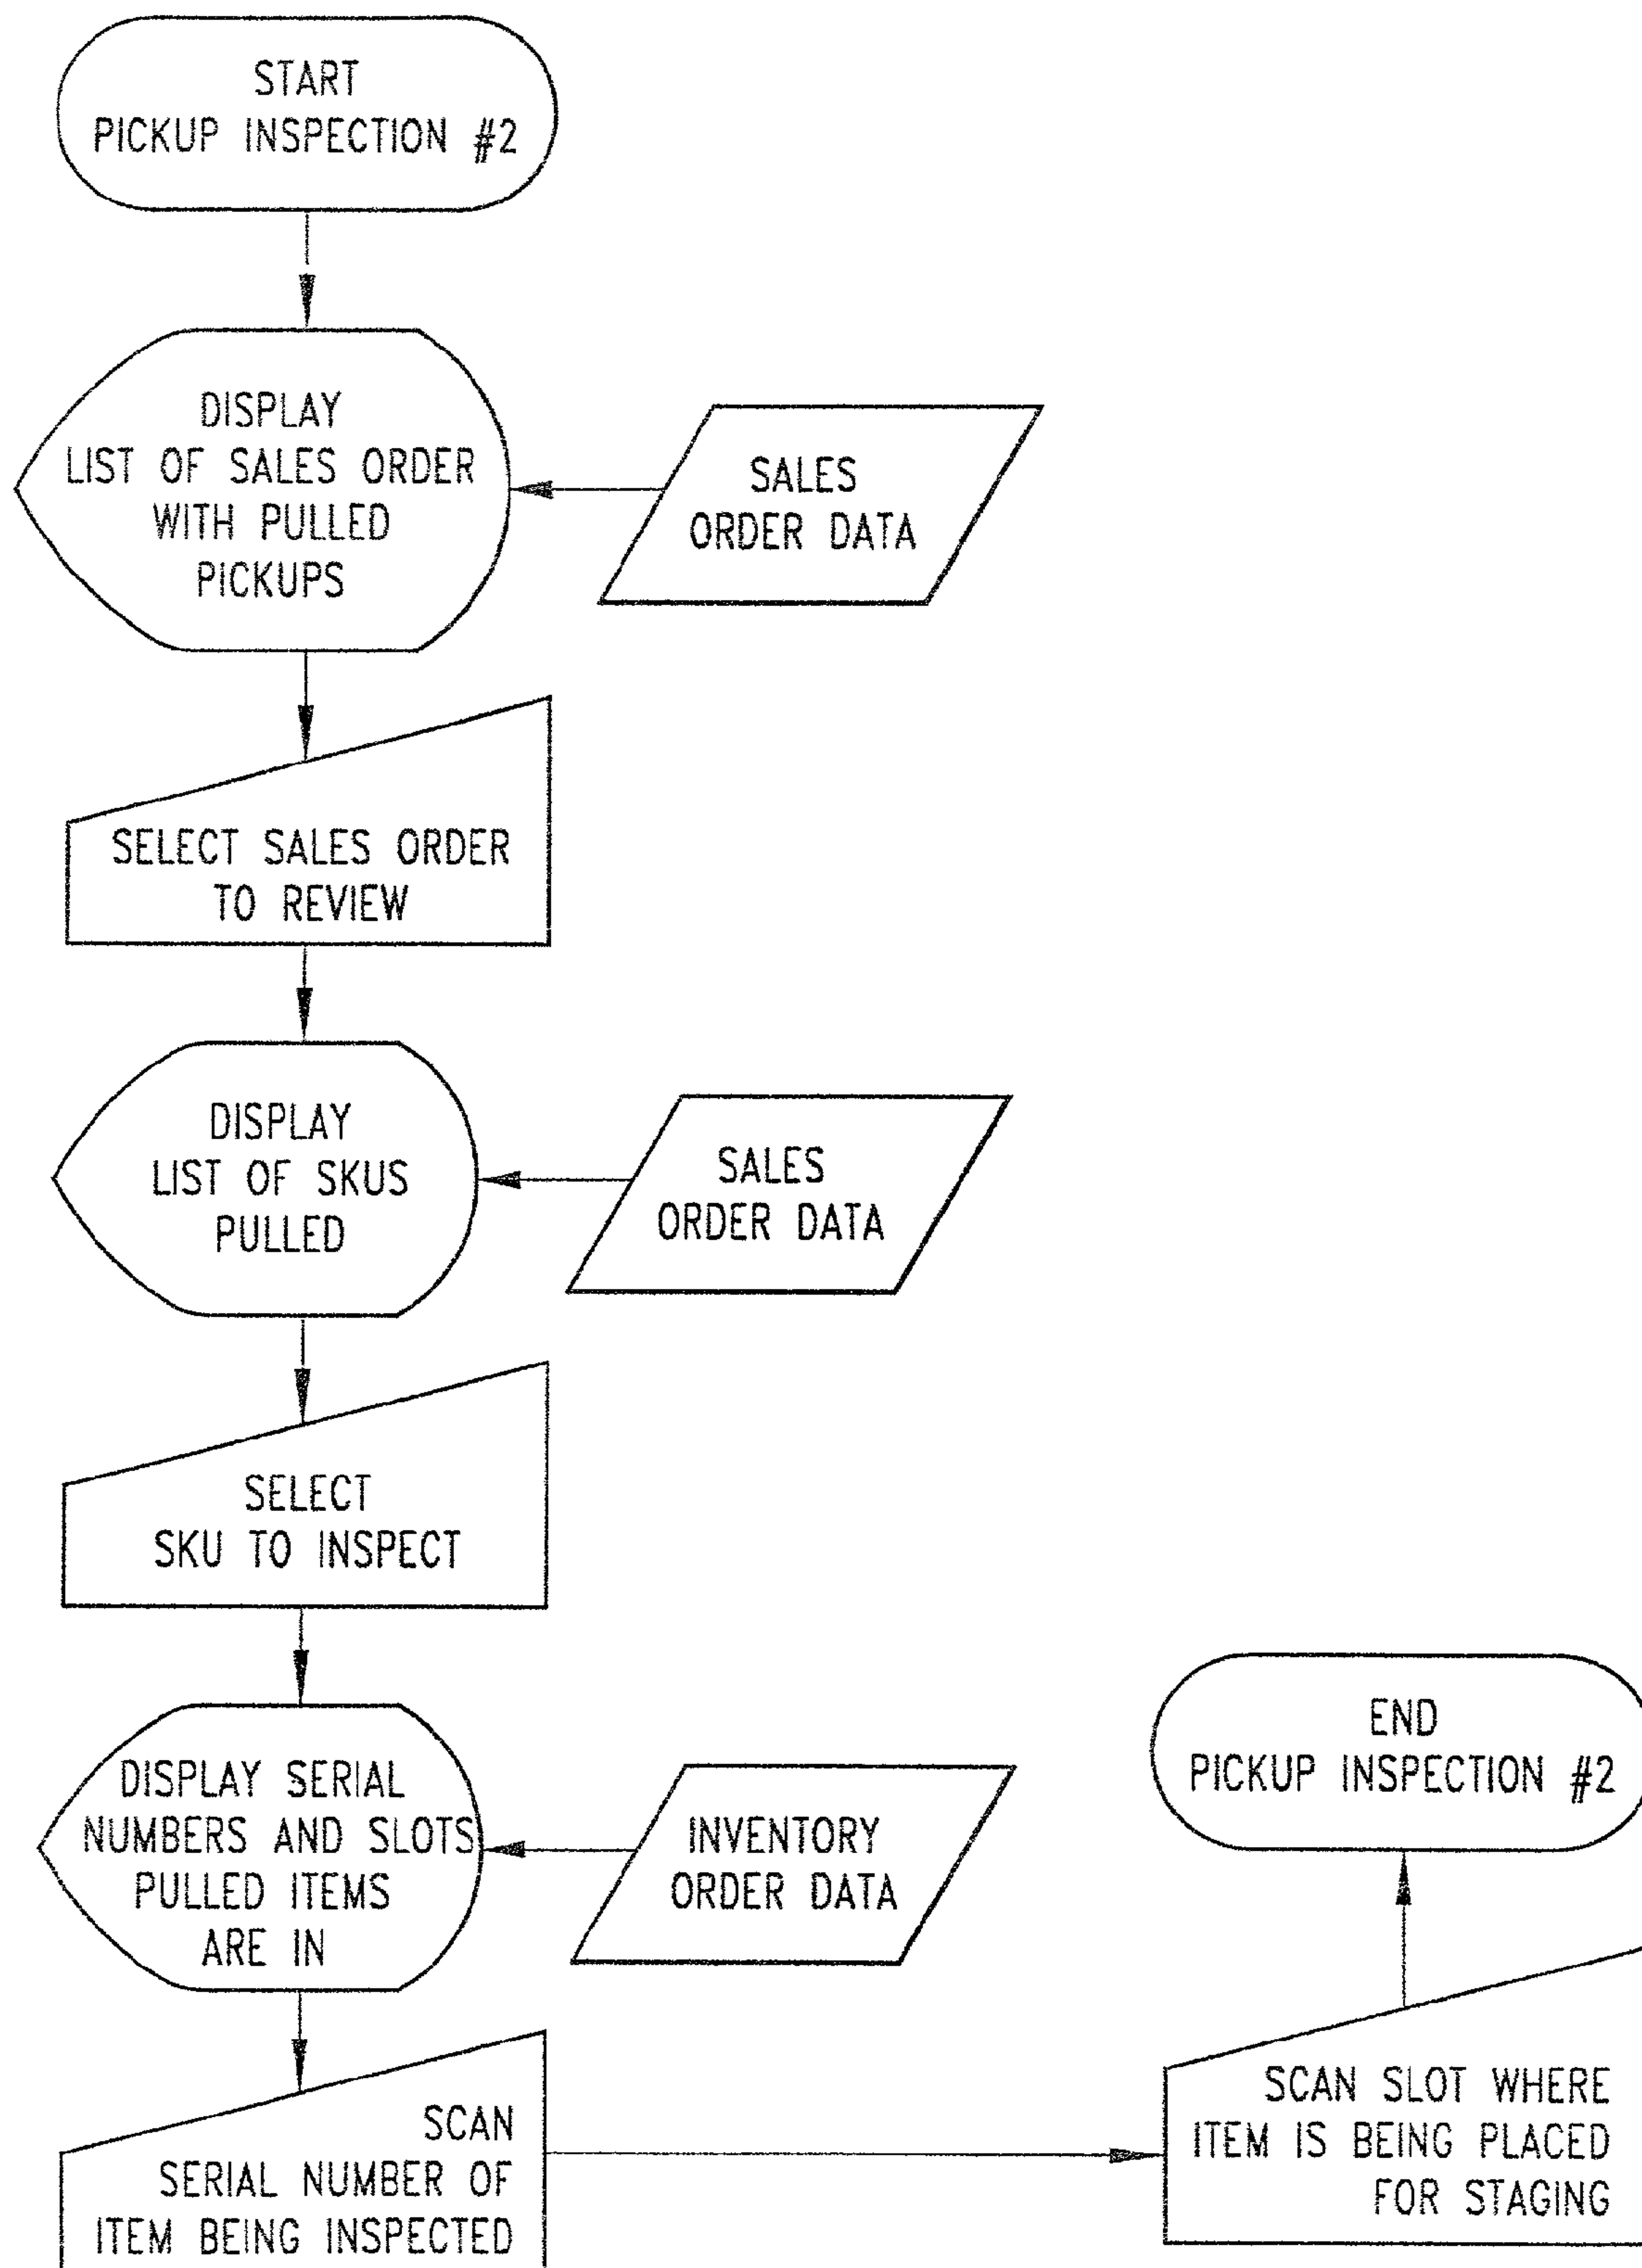 START
PICKUP INSPECTION #2
DISPLAY
LIST OF SALES ORDER
WITH PULLED
PICKUPS
SALES
ORDER DATA
SELECT SALES ORDER
TO REVIEW
DISPLAY
LIST OF SKUS
PULLED
SALES
ORDER DATA
SELECT
SKU TO INSPECT
DISPLAY SERIAL
NUMBERS AND SLOTS
PULLED ITEMS
ARE IN
INVENTORY
ORDER DATA
SCAN
SERIAL NUMBER OF
ITEM BEING INSPECTED
SCAN SLOT WHERE
ITEM IS BEING PLACED
FOR STAGING
END
PICKUP INSPECTION #2